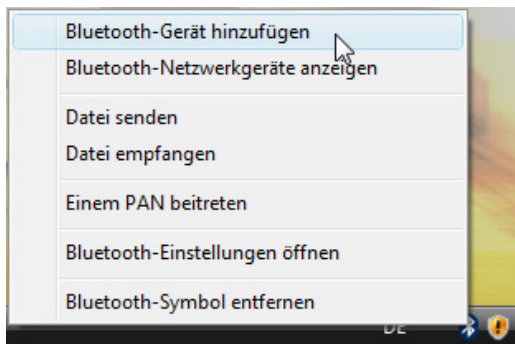 Bluetooth-Gerät hinzufügen
Bluetooth-Netzwerkgeräte anzeigen
Datei senden
Datei empfangen
Einem PAN beitreten
Bluetooth-Einstellungen öffnen
Bluetooth-Symbol entfernen
DE